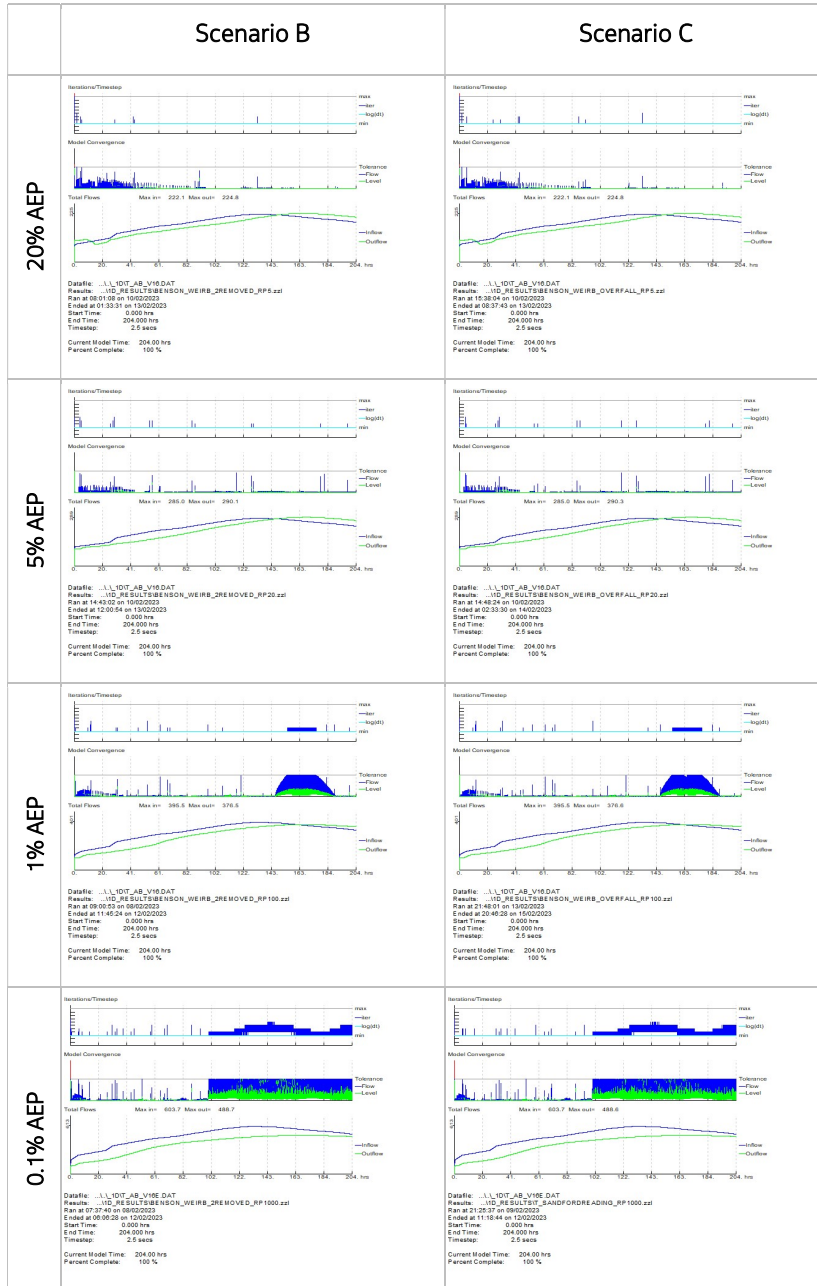 Scenario B
Scenario C
20% AEP
Iterations/Timestep
max
iter
log(dt)
min
Model Convergence
Tolerance
Flow
Level
Total Flows Max in= 222.1 Max out= 224.8
Inflow
Outflow
0. 20. 41. 61. 82. 102. 122. 143. 163. 184. 204. hrs
Datafile: ...\..\_1D\T_AB_V16.DAT
Results: ...\1D_RESULTS\BENSON_WEIRB_2REMOVED_RP5.zzl
Ran at 08:01:08 on 10/02/2023
Ended at 01:33:31 on 13/02/2023
Start Time: 0.000 hrs
End Time: 204.000 hrs
Timestep: 2.5 secs
Current Model Time: 204.00 hrs
Percent Complete: 100 %
Iterations/Timestep
max
iter
log(dt)
min
Model Convergence
Tolerance
Flow
Level
Total Flows Max in= 222.1 Max out= 224.8
Inflow
Outflow
0. 20. 41. 61. 82. 102. 122. 143. 163. 184. 204. hrs
Datafile: ...\..\_1D\T_AB_V16.DAT
Results: ...\1D_RESULTS\BENSON_WEIRB_OVERFALL_RP5.zzl
Ran at 15:38:04 on 10/02/2023
Ended at 08:37:43 on 13/02/2023
Start Time: 0.000 hrs
End Time: 204.000 hrs
Timestep: 2.5 secs
Current Model Time: 204.00 hrs
Percent Complete: 100 %
5% AEP
Iterations/Timestep
max
iter
log(dt)
min
Model Convergence
Tolerance
Flow
Level
Total Flows Max in= 285.0 Max out= 290.1
Inflow
Outflow
0. 20. 41. 61. 82. 102. 122. 143. 163. 184. 204. hrs
Datafile: ...\..\_1D\T_AB_V16.DAT
Results: ...\1D_RESULTS\BENSON_WEIRB_2REMOVED_RP20.zzl
Ran at 14:43:02 on 10/02/2023
Ended at 12:00:54 on 13/02/2023
Start Time: 0.000 hrs
End Time: 204.000 hrs
Timestep: 2.5 secs
Current Model Time: 204.00 hrs
Percent Complete: 100 %
Iterations/Timestep
max
iter
log(dt)
min
Model Convergence
Tolerance
Flow
Level
Total Flows Max in= 285.0 Max out= 290.3
Inflow
Outflow
0. 20. 41. 61. 82. 102. 122. 143. 163. 184. 204. hrs
Datafile: ...\..\_1D\T_AB_V16.DAT
Results: ...\1D_RESULTS\BENSON_WEIRB_OVERFALL_RP20.zzl
Ran at 14:48:24 on 10/02/2023
Ended at 02:33:30 on 14/02/2023
Start Time: 0.000 hrs
End Time: 204.000 hrs
Timestep: 2.5 secs
Current Model Time: 204.00 hrs
Percent Complete: 100 %
1% AEP
Iterations/Timestep
max
iter
log(dt)
min
Model Convergence
Tolerance
Flow
Level
Total Flows Max in= 395.5 Max out= 376.5
Inflow
Outflow
0. 20. 41. 61. 82. 102. 122. 143. 163. 184. 204. hrs
Datafile: ...\..\_1D\T_AB_V16.DAT
Results: ...\1D_RESULTS\BENSON_WEIRB_2REMOVED_RP100.zzl
Ran at 09:00:53 on 08/02/2023
Ended at 11:45:24 on 12/02/2023
Start Time: 0.000 hrs
End Time: 204.000 hrs
Timestep: 2.5 secs
Current Model Time: 204.00 hrs
Percent Complete: 100 %
Iterations/Timestep
max
iter
log(dt)
min
Model Convergence
Tolerance
Flow
Level
Total Flows Max in= 395.5 Max out= 376.6
Inflow
Outflow
0. 20. 41. 61. 82. 102. 122. 143. 163. 184. 204. hrs
Datafile: ...\..\_1D\T_AB_V16.DAT
Results: ...\1D_RESULTS\BENSON_WEIRB_OVERFALL_RP100.zzl
Ran at 21:48:01 on 13/02/2023
Ended at 20:46:28 on 15/02/2023
Start Time: 0.000 hrs
End Time: 204.000 hrs
Timestep: 2.5 secs
Current Model Time: 204.00 hrs
Percent Complete: 100 %
0.1% AEP
Iterations/Timestep
max
iter
log(dt)
min
Model Convergence
Tolerance
Flow
Level
Total Flows Max in= 603.7 Max out= 488.7
Inflow
Outflow
0. 20. 41. 61. 82. 102. 122. 143. 163. 184. 204. hrs
Datafile: ...\..\_1D\T_AB_V16E.DAT
Results: ...\1D_RESULTS\BENSON_WEIRB_2REMOVED_RP1000.zzl
Ran at 07:37:40 on 08/02/2023
Ended at 06:06:28 on 12/02/2023
Start Time: 0.000 hrs
End Time: 204.000 hrs
Timestep: 2.5 secs
Current Model Time: 204.00 hrs
Percent Complete: 100 %
Iterations/Timestep
max
iter
log(dt)
min
Model Convergence
Tolerance
Flow
Level
Total Flows Max in= 603.7 Max out= 488.6
Inflow
Outflow
0. 20. 41. 61. 82. 102. 122. 143. 163. 184. 204. hrs
Datafile: ...\..\_1D\T_AB_V16E.DAT
Results: ...\1D_RESULTS\T_SANDFORDREADING_RP1000.zzl
Ran at 21:25:37 on 09/02/2023
Ended at 11:18:44 on 12/02/2023
Start Time: 0.000 hrs
End Time: 204.000 hrs
Timestep: 2.5 secs
Current Model Time: 204.00 hrs
Percent Complete: 100 %